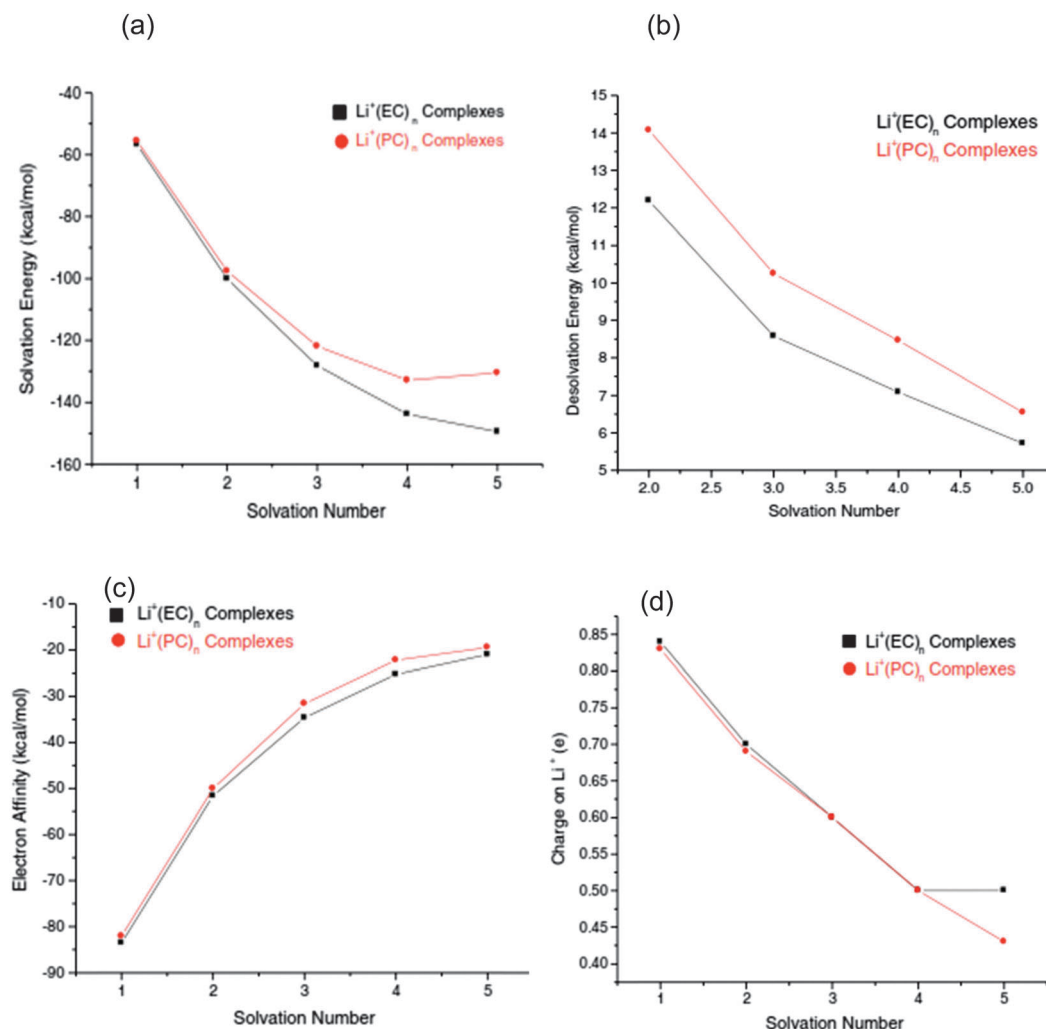 (a)
-40
-60
-80
-100
-120
-140
-160
1 2 3 4 5
Solvation Energy (kcal/mol)
Solvation Number
Li⁺(EC)ₙ Complexes
Li⁺(PC)ₙ Complexes
(b)
15
14
13
12
11
10
9
8
7
6
5
2.0 2.5 3.0 3.5 4.0 4.5 5.0
Desolvation Energy (kcal/mol)
Solvation Number
Li⁺(EC)ₙ Complexes
Li⁺(PC)ₙ Complexes
(c)
-10
-20
-30
-40
-50
-60
-70
-80
-90
1 2 3 4 5
Electron Affinity (kcal/mol)
Solvation Number
Li⁺(EC)ₙ Complexes
Li⁺(PC)ₙ Complexes
(d)
0.85
0.80
0.75
0.70
0.65
0.60
0.55
0.50
0.45
0.40
1 2 3 4 5
Charge on Li⁺ (e)
Solvation Number
Li⁺(EC)ₙ Complexes
Li⁺(PC)ₙ Complexes